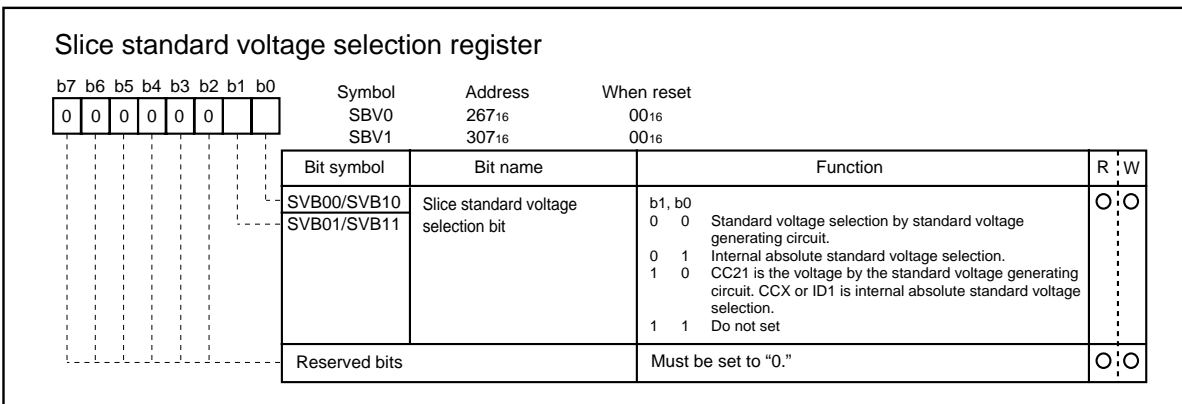 Slice standard voltage selection register
b7 b6 b5 b4 b3 b2 b1 b0
0 0 0 0 0 0
Symbol Address When reset
SBV0 26716 0016
SBV1 30716 0016
Bit symbol Bit name Function R W
SVB00/SVB10 Slice standard voltage selection bit
SVB01/SVB11
b1, b0
0 0 Standard voltage selection by standard voltage
generating circuit.
0 1 Internal absolute standard voltage selection.
1 0 CC21 is the voltage by the standard voltage generating
circuit. CCX or ID1 is internal absolute standard voltage
selection.
1 1 Do not set
Reserved bits Must be set to “0.”